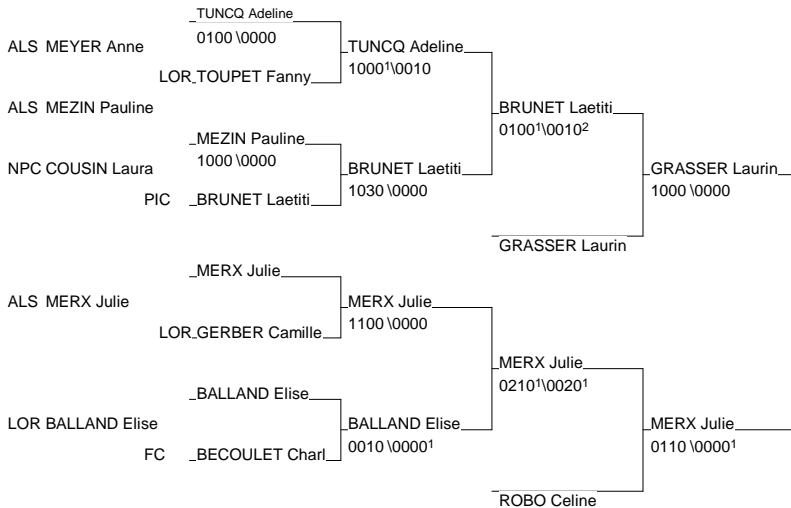 TUNCQ Adeline
0100 \0000
ALS MEYER Anne
TUNCQ Adeline
1000¹\0010
LOR TOUPET Fanny
ALS MEZIN Pauline
BRUNET Laetiti
0100¹\0010²
MEZIN Pauline
1000 \0000
NPC COUSIN Laura
BRUNET Laetiti
1030 \0000
GRASSER Laurin
1000 \0000
PIC BRUNET Laetiti
GRASSER Laurin
MERX Julie
ALS MERX Julie
MERX Julie
1100 \0000
LOR GERBER Camille
MERX Julie
0210¹\0020¹
BALLAND Elise
LOR BALLAND Elise
BALLAND Elise
0010 \0000¹
MERX Julie
0110 \0000¹
FC BECOULET Charl
ROBO Celine